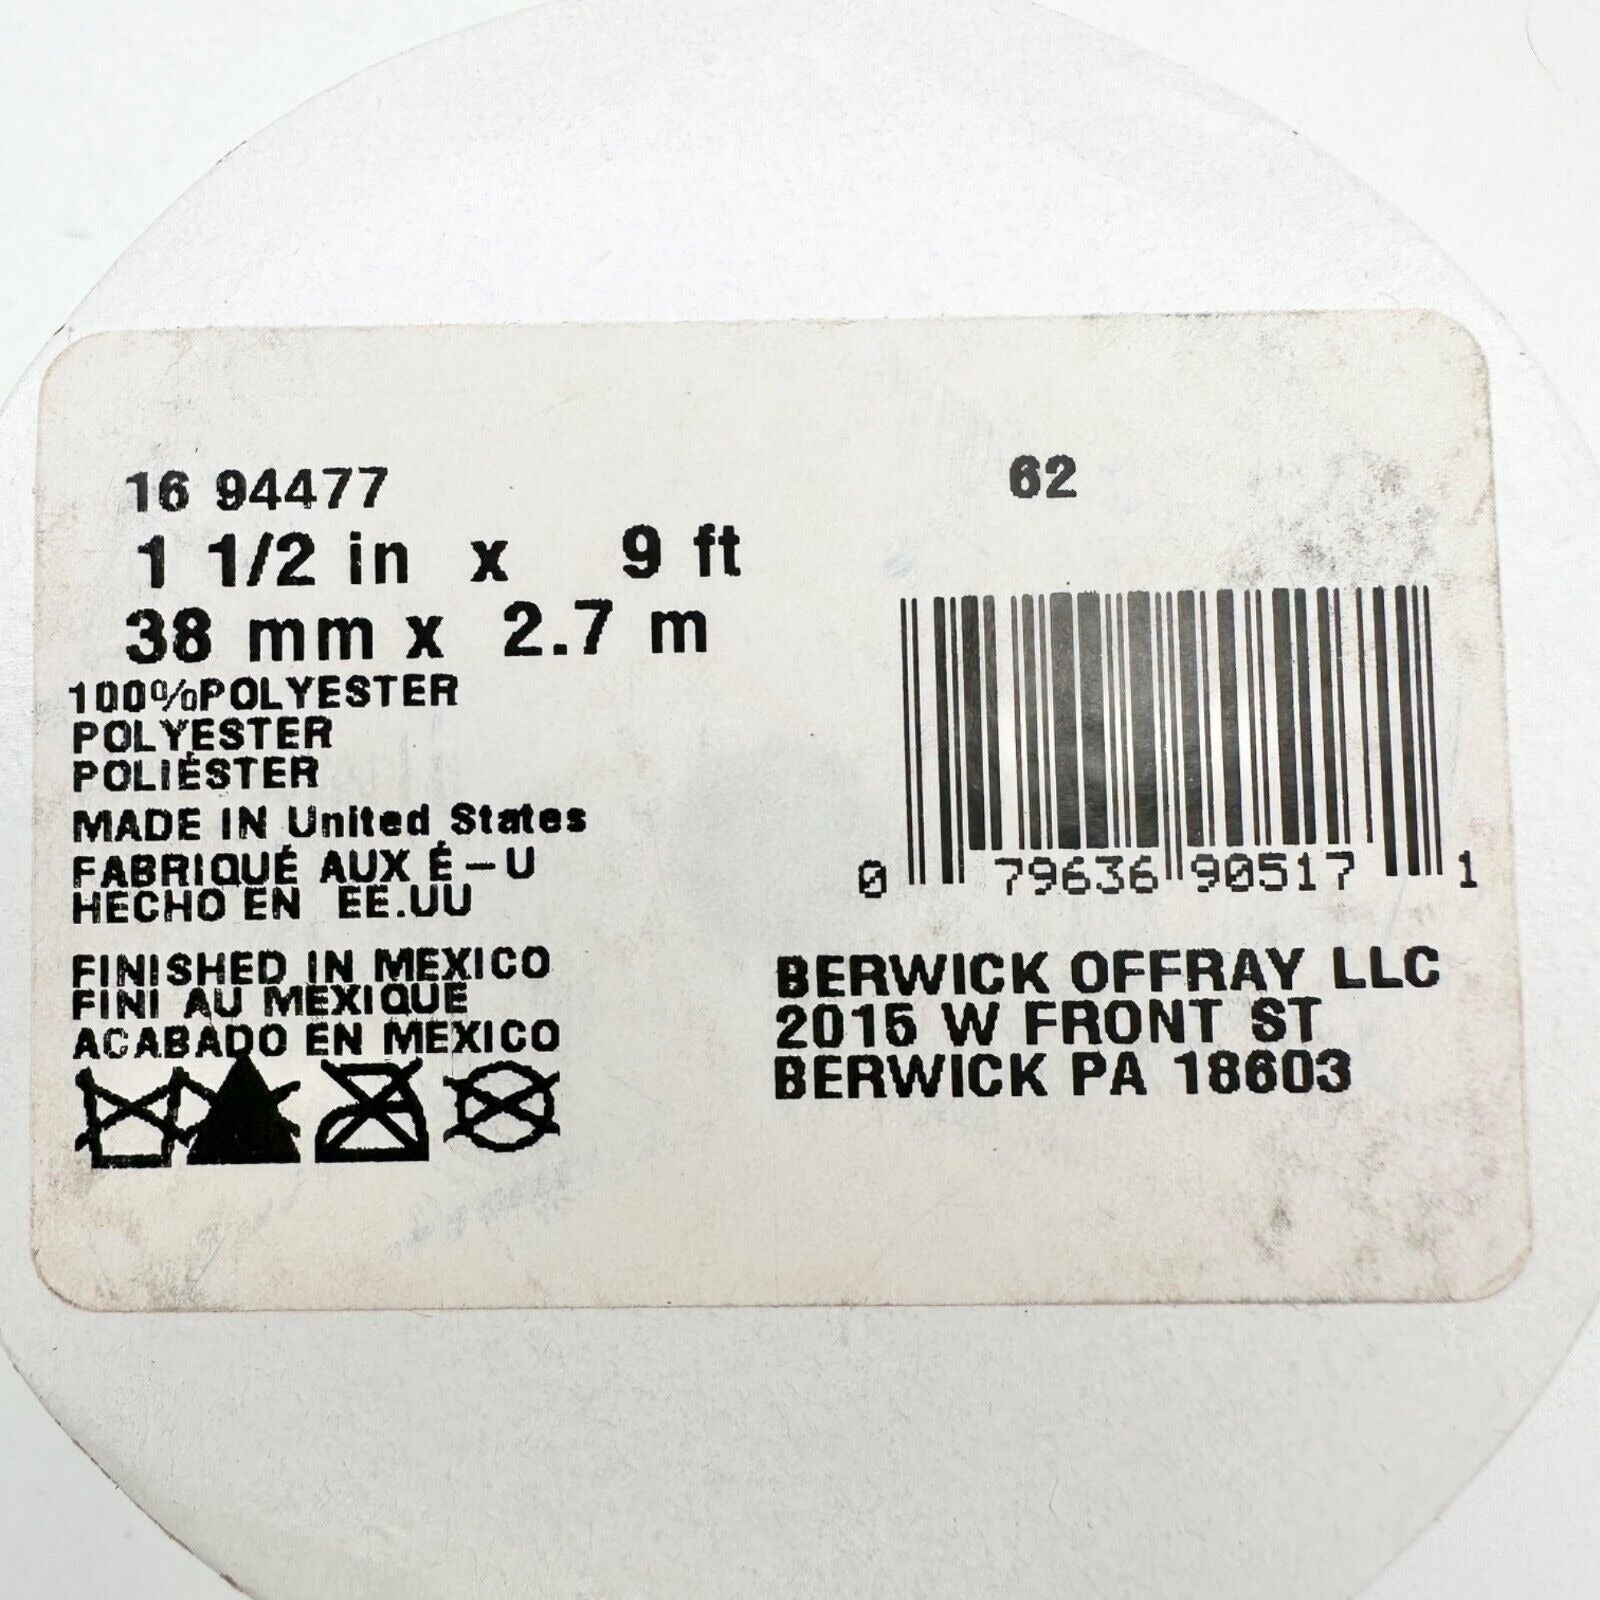 16 94477
62
1 1/2 in x 9 ft
38 mm x 2.7 m
100%POLYESTER
POLYESTER
POLIÉSTER
MADE IN United States
FABRIQUÉ AUX É-U
HECHO EN EE.UU
FINISHED IN MEXICO
FINI AU MEXIQUE
ACABADO EN MEXICO
0 79636 90517 1
BERWICK OFFRAY LLC
2015 W FRONT ST
BERWICK PA 18603